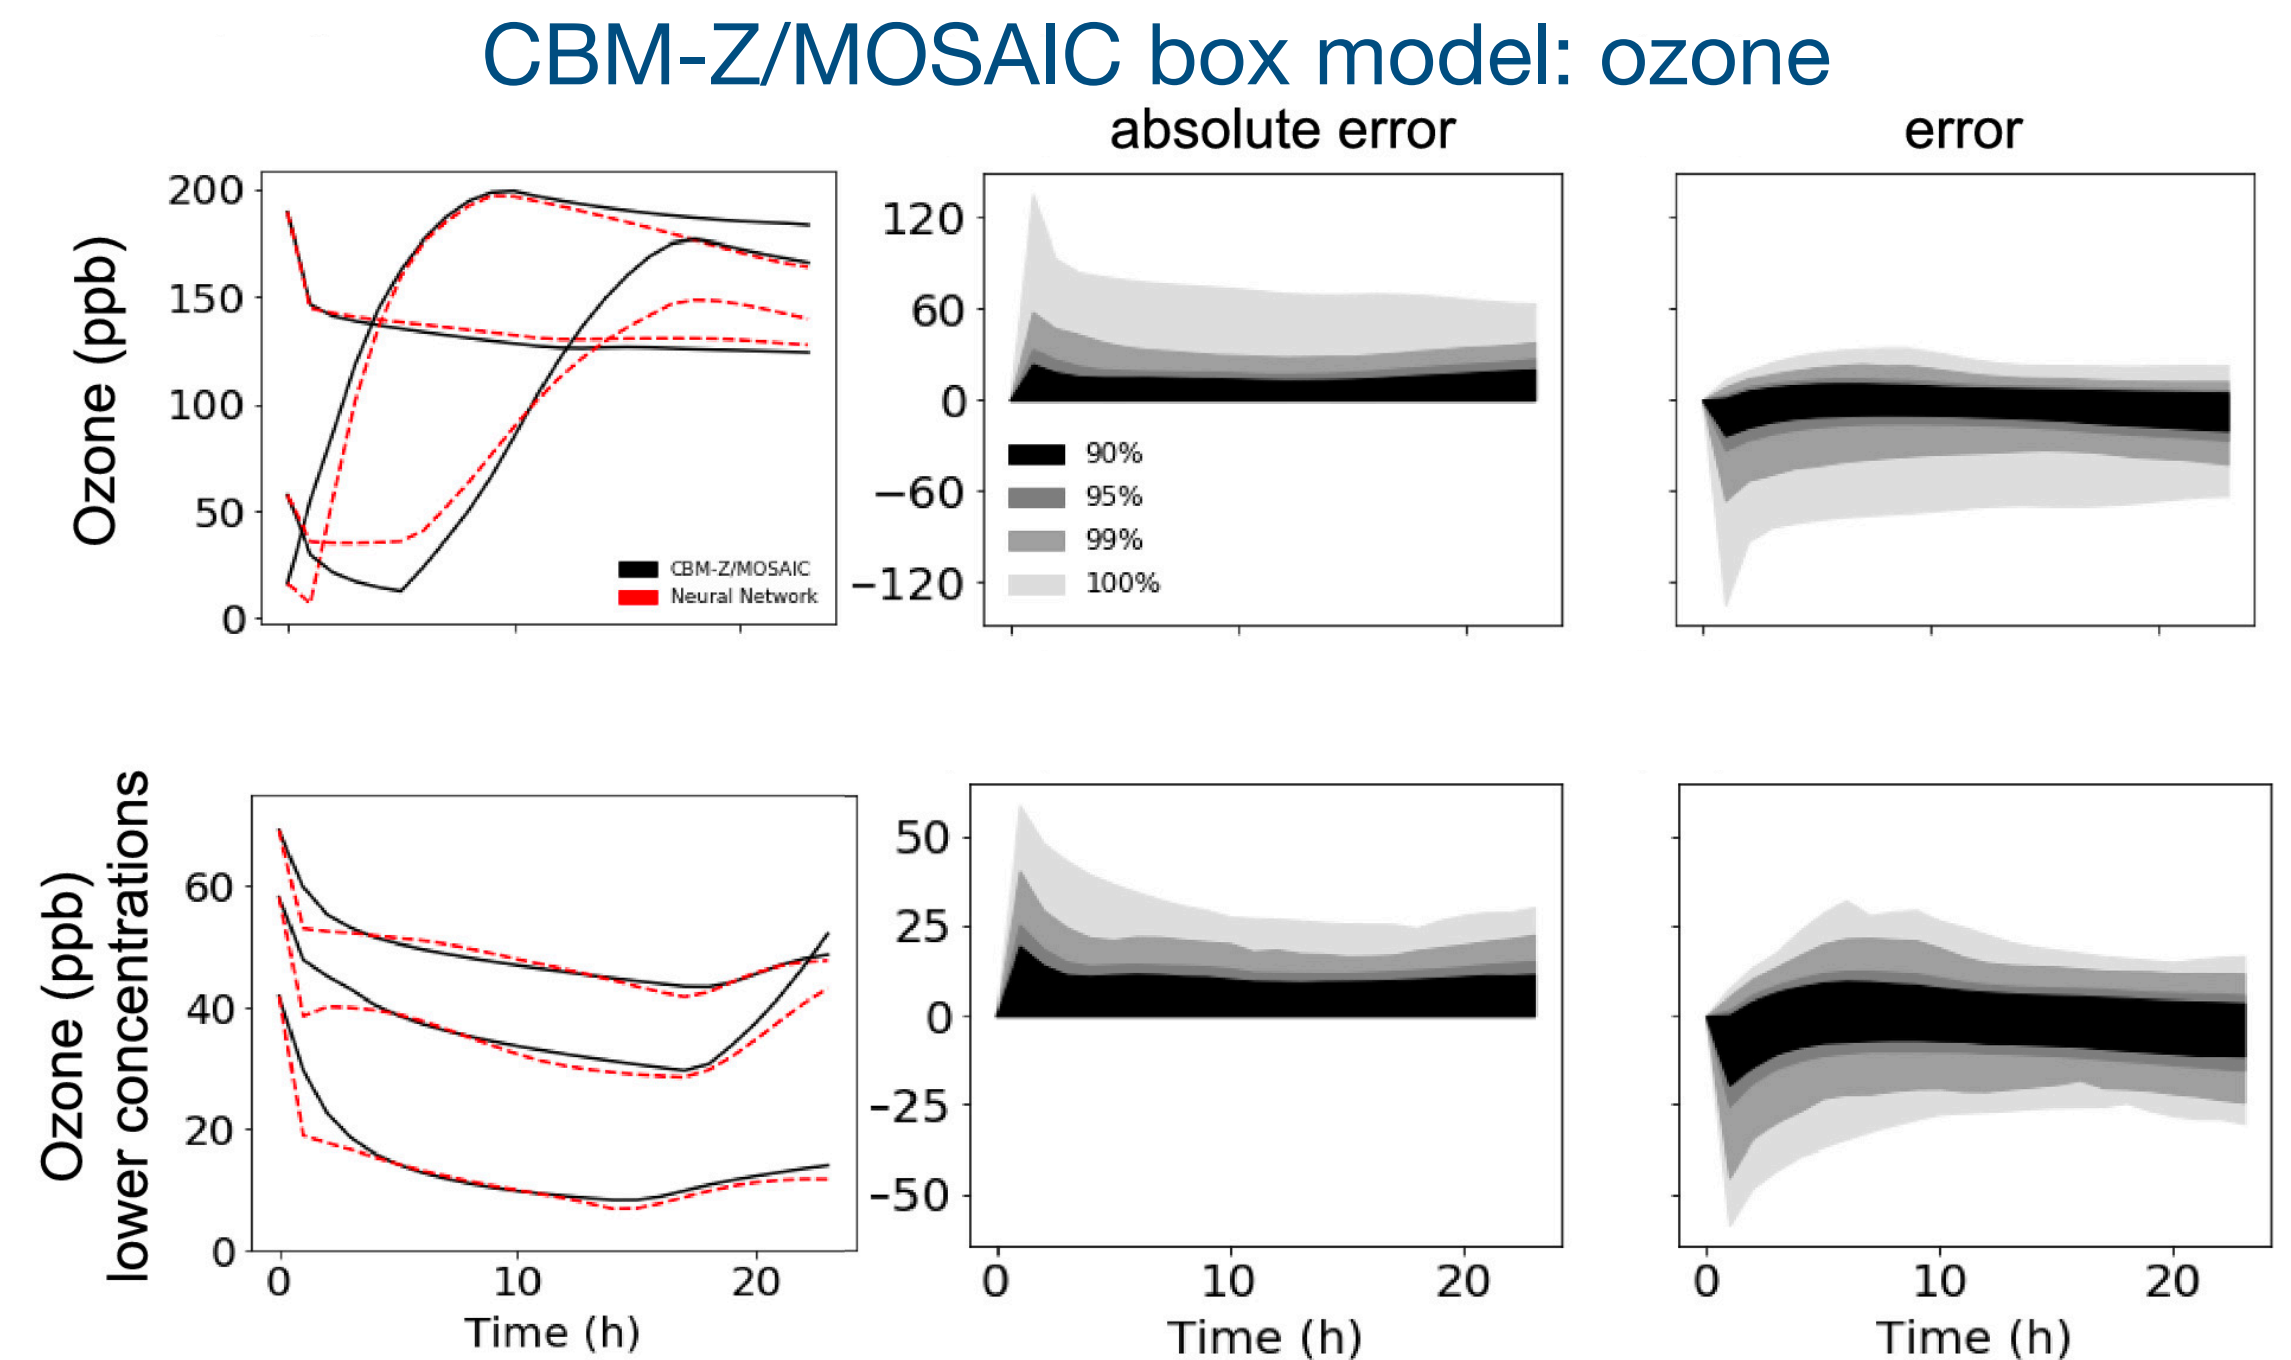 CBM-Z/MOSAIC box model: ozone
absolute error
error
Ozone (ppb)
200
150
100
50
0
CBM-Z/MOSAIC
Neural Network
120
60
0
−60
−120
90%
95%
99%
100%
Ozone (ppb)
lower concentrations
60
40
20
0
0 10 20
Time (h)
50
25
0
-25
-50
0 10 20
Time (h)
0 10 20
Time (h)